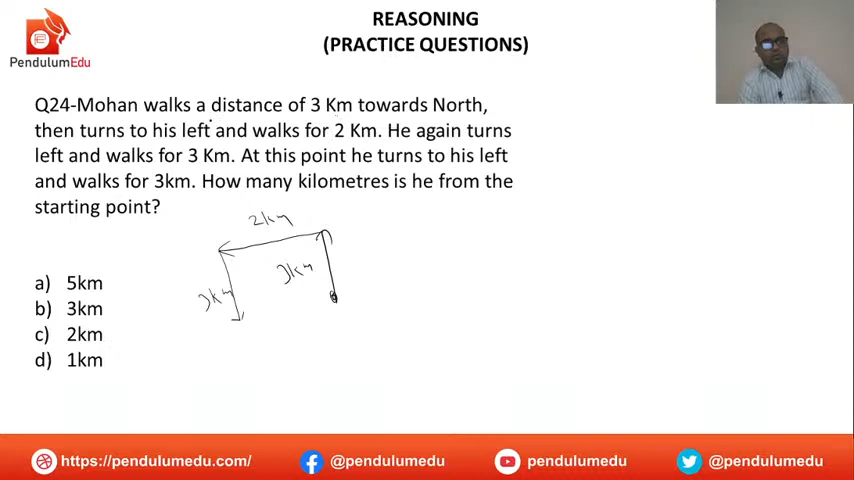 REASONING
(PRACTICE QUESTIONS)
PendulumEdu
Q24-Mohan walks a distance of 3 Km towards North,
then turns to his left and walks for 2 Km. He again turns
left and walks for 3 Km. At this point he turns to his left
and walks for 3km. How many kilometres is he from the
starting point?
2km
3km
3km
a) 5km
b) 3km
c) 2km
d) 1km
https://pendulumedu.com/
@pendulumedu
pendulumedu
@pendulumedu